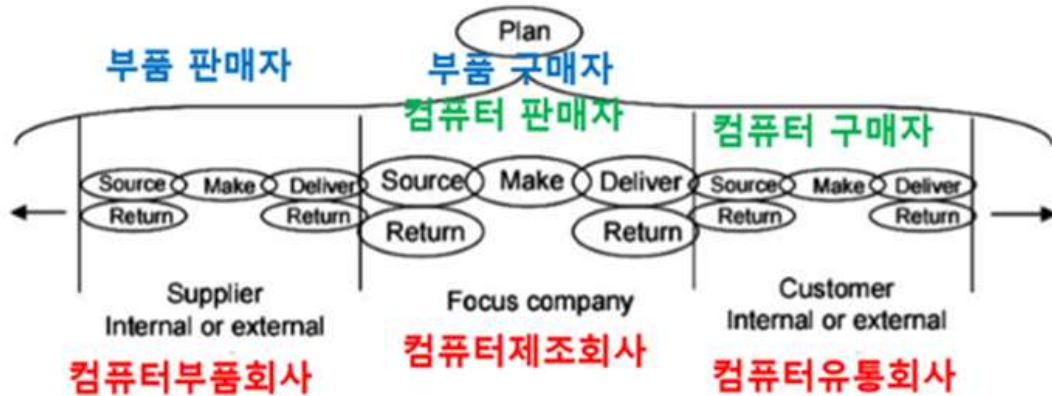 Plan
부품 판매자 부품 구매자
컴퓨터 판매자 컴퓨터 구매자
Source Make Deliver Source Make Deliver Source Make Deliver
Return Return Return Return Return Return
Supplier Focus company Customer
Internal or external Internal or external
컴퓨터부품회사 컴퓨터제조회사 컴퓨터유통회사